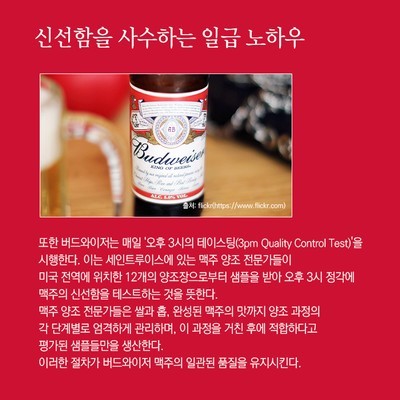 신선함을 사수하는 일급 노하우
Budweiser
KING OF BEERS
출처: flickr(https://www.flickr.com)
또한 버드와이저는 매일 '오후 3시의 테이스팅(3pm Quality Control Test)'을
시행한다. 이는 세인트루이스에 있는 맥주 양조 전문가들이
미국 전역에 위치한 12개의 양조장으로부터 샘플을 받아 오후 3시 정각에
맥주의 신선함을 테스트하는 것을 뜻한다.
맥주 양조 전문가들은 쌀과 홉, 완성된 맥주의 맛까지 양조 과정의
각 단계별로 엄격하게 관리하며, 이 과정을 거친 후에 적합하다고
평가된 샘플들만을 생산한다.
이러한 절차가 버드와이저 맥주의 일관된 품질을 유지시킨다.